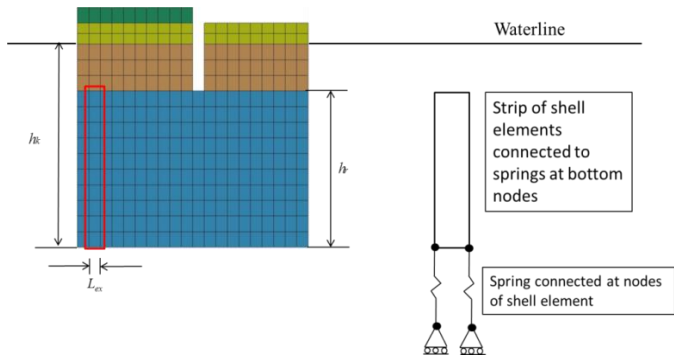 Waterline
hk
hr
Lex
Strip of shell
elements
connected to
springs at bottom
nodes
Spring connected at nodes
of shell element